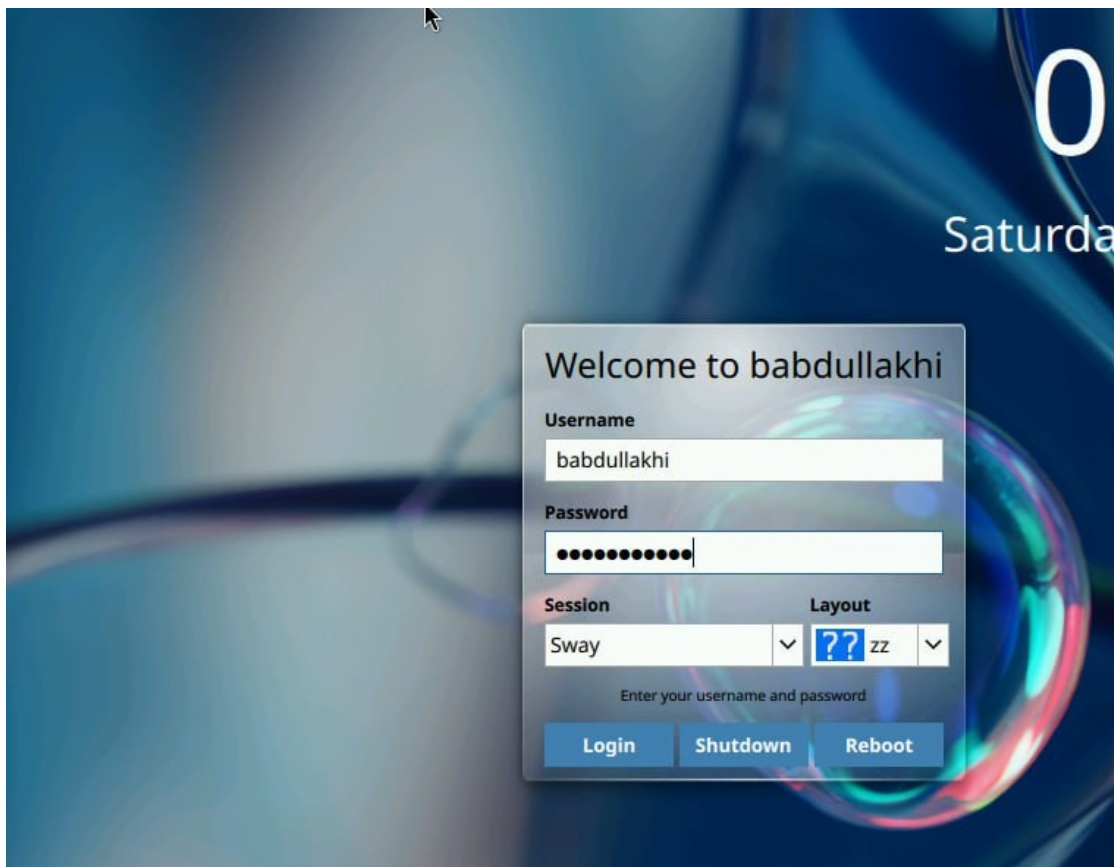 0
Saturda
Welcome to babdullakhi
Username
babdullakhi
Password
●●●●●●●●●●●
Session Layout
Sway ?? zz
Enter your username and password
Login Shutdown Reboot